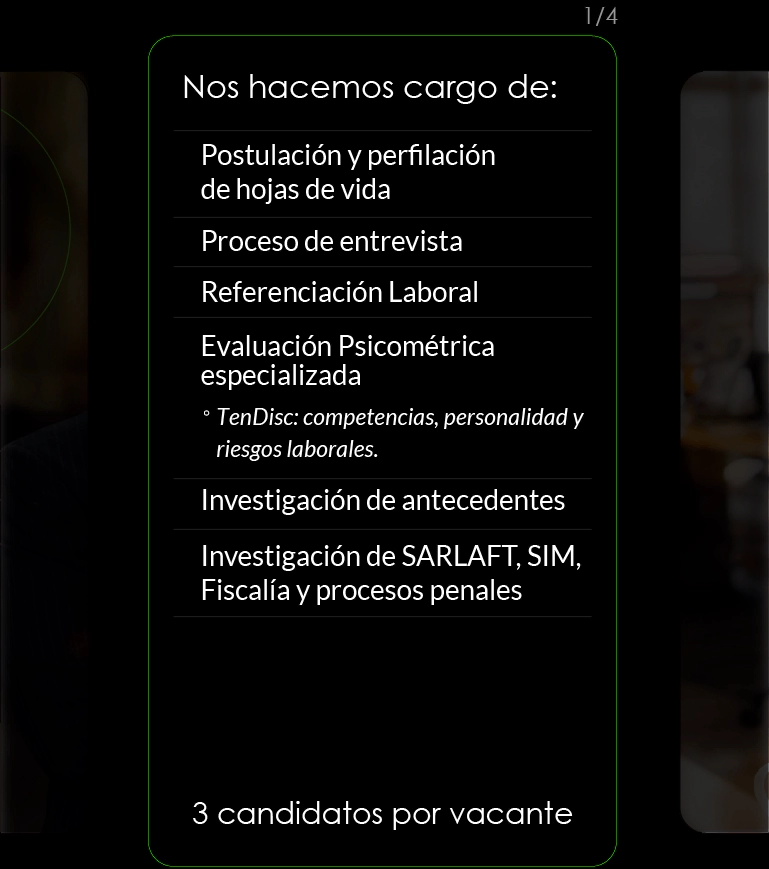 1/4
Nos hacemos cargo de:
Postulación y perfilación
de hojas de vida
Proceso de entrevista
Referenciación Laboral
Evaluación Psicométrica
especializada
° TenDisc: competencias, personalidad y
riesgos laborales.
Investigación de antecedentes
Investigación de SARLAFT, SIM,
Fiscalía y procesos penales
3 candidatos por vacante